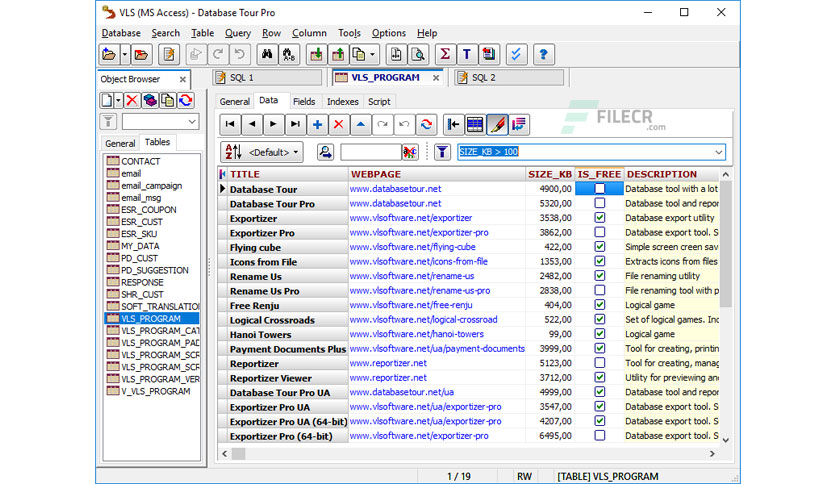 VLS (MS Access) - Database Tour Pro
Database Search Table Query Row Column Tools Options Help
Object Browser
SQL 1 VLS_PROGRAM SQL 2
General Data Fields Indexes Script
FILECR
.com
<Default> SIZE_KB > 100
General Tables
CONTACT
email
email_campaign
email_msg
ESR_COUPON
ESR_CUST
ESR_SKU
MY_DATA
PD_CUST
PD_SUGGESTION
RESPONSE
SHR_CUST
SOFT_TRANSLATION
VLS_PROGRAM
VLS_PROGRAM_CAT
VLS_PROGRAM_PAD
VLS_PROGRAM_SCR
VLS_PROGRAM_SCR
VLS_PROGRAM_VER
V_VLS_PROGRAM
TITLE WEBPAGE SIZE_KB IS_FREE DESCRIPTION
Database Tour www.databasetour.net 4900,00 Database tool with a lot
Database Tour Pro www.databasetour.net 5320,00 Database tool and repor
Exportizer www.vlsoftware.net/exportizer 3538,00 Database export utility
Exportizer Pro www.vlsoftware.net/exportizer-pro 3862,00 Database export tool. S
Flying cube www.vlsoftware.net/flying-cube 422,00 Simple screen creen sav
Icons from File www.vlsoftware.net/icons-from-file 1353,00 Extracts icons from files
Rename Us www.vlsoftware.net/rename-us 2482,00 File renaming utility
Rename Us Pro www.vlsoftware.net/rename-us-pro 2838,00 File renaming tool with p
Free Renju www.vlsoftware.net/free-renju 404,00 Logical game
Logical Crossroads www.vlsoftware.net/logical-crossroad 522,00 Set of logical games. Inc
Hanoi Towers www.vlsoftware.net/hanoi-towers 99,00 Logical game
Payment Documents Plus www.vlsoftware.net/ua/payment-documents 3999,00 Tool for creating, printin
Reportizer www.reportizer.net 5123,00 Tool for creating, manag
Reportizer Viewer www.reportizer.net 3712,00 Utility for previewing anc
Database Tour Pro UA www.databasetour.net/ua 4999,00 Database tool and repor
Exportizer Pro UA www.vlsoftware.net/ua/exportizer-pro 3547,00 Database export tool. S
Exportizer Pro UA (64-bit) www.vlsoftware.net/ua/exportizer-pro 4207,00 Database export tool. S
Exportizer Pro (64-bit) www.vlsoftware.net/exportizer-pro 6495,00 Database export tool. S
1 / 19 RW [TABLE] VLS_PROGRAM